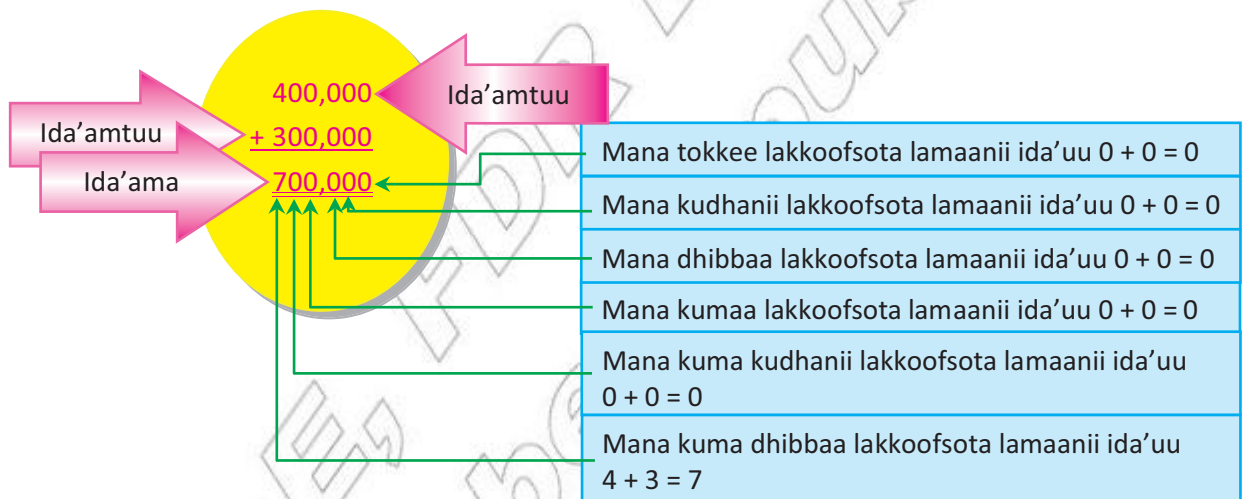 400,000
Ida’amtuu
Ida’amtuu
+ 300,000
Ida’ama
700,000
Mana tokkee lakkoofsota lamaanii ida’uu 0 + 0 = 0
Mana kudhanii lakkoofsota lamaanii ida’uu 0 + 0 = 0
Mana dhibbaa lakkoofsota lamaanii ida’uu 0 + 0 = 0
Mana kumaa lakkoofsota lamaanii ida’uu 0 + 0 = 0
Mana kuma kudhanii lakkoofsota lamaanii ida’uu
0 + 0 = 0
Mana kuma dhibbaa lakkoofsota lamaanii ida’uu
4 + 3 = 7